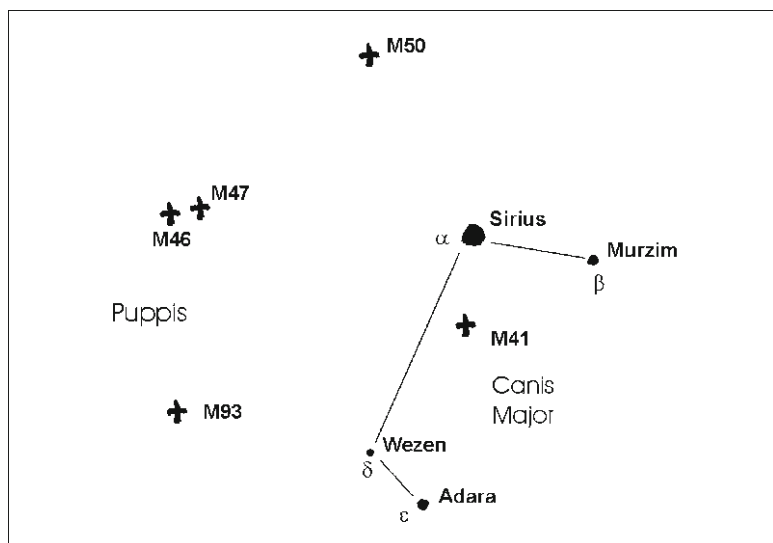 M50
M47
M46
Sirius
α
Murzim
β
Puppis
M41
Canis
Major
M93
Wezen
δ
Adara
ε